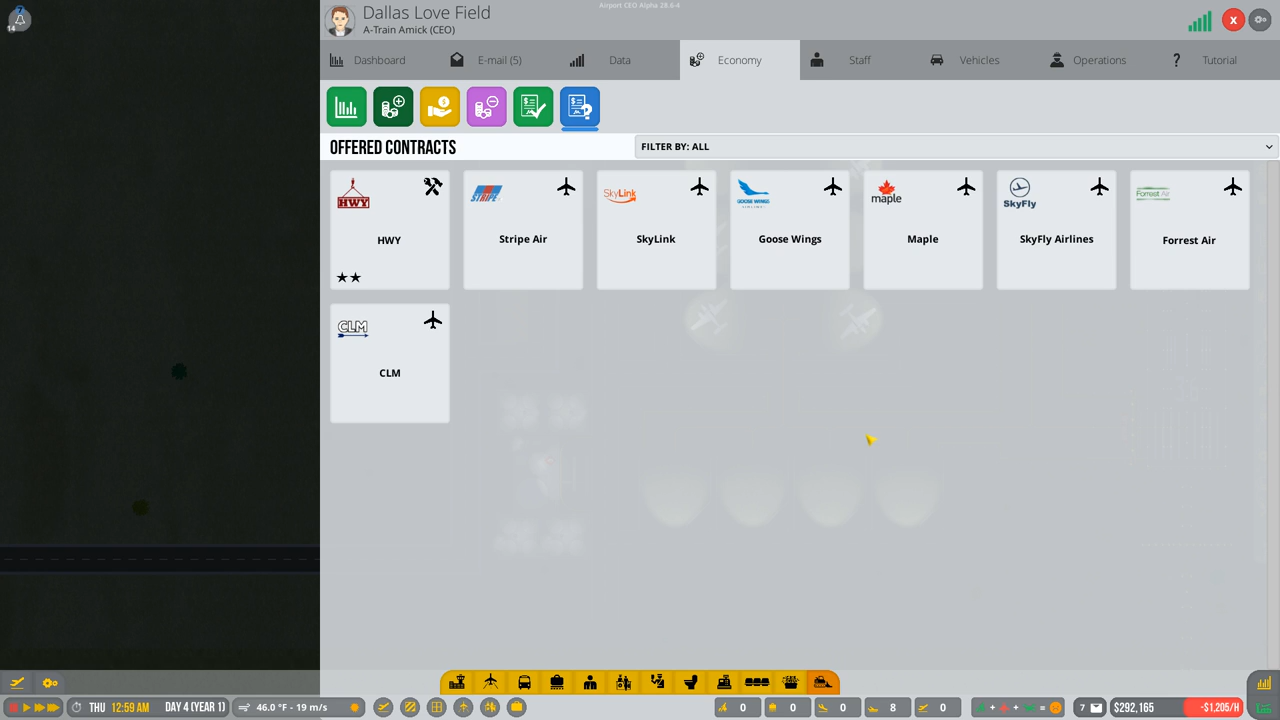 Airport CEO Alpha 28.6-4
7
14
Dallas Love Field
A-Train Amick (CEO)
X
Dashboard
E-mail (5)
Data
Economy
Staff
Vehicles
Operations
? Tutorial
OFFERED CONTRACTS
FILTER BY: ALL
HWY
HWY
STRIPE
Stripe Air
SkyLink
SkyLink
GOOSE WINGS
AIRLINES
Goose Wings
maple
Maple
SkyFly
SkyFly Airlines
Forrest Air
Forrest Air
CLM
CLM
THU 12:59 AM DAY 4 (YEAR 1)
46.0 °F - 19 m/s
0
0
0
8
0
7
$292,165
-$1,205/H